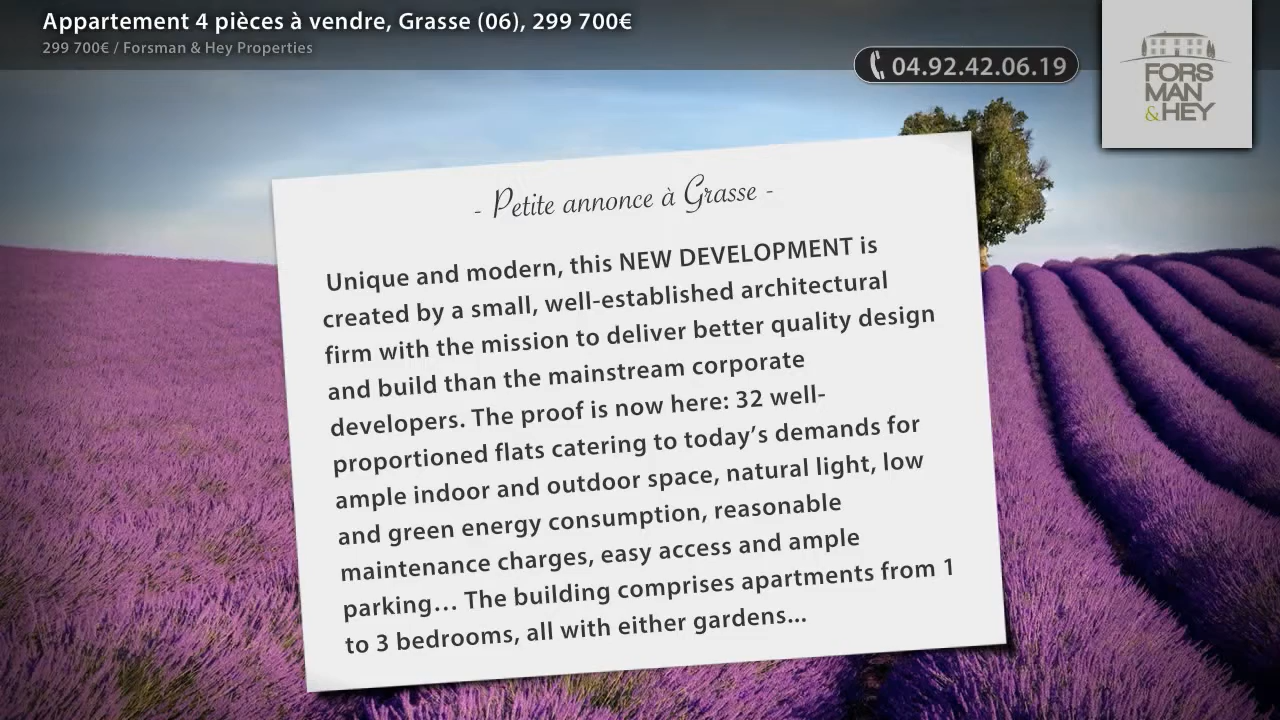 Appartement 4 pièces à vendre, Grasse (06), 299 700€
299 700€ / Forsman & Hey Properties
04.92.42.06.19
FORS
MAN
&HEY
- Petite annonce à Grasse -
Unique and modern, this NEW DEVELOPMENT is
created by a small, well-established architectural
firm with the mission to deliver better quality design
and build than the mainstream corporate
developers. The proof is now here: 32 well-
proportioned flats catering to today’s demands for
ample indoor and outdoor space, natural light, low
and green energy consumption, reasonable
maintenance charges, easy access and ample
parking… The building comprises apartments from 1
to 3 bedrooms, all with either gardens...